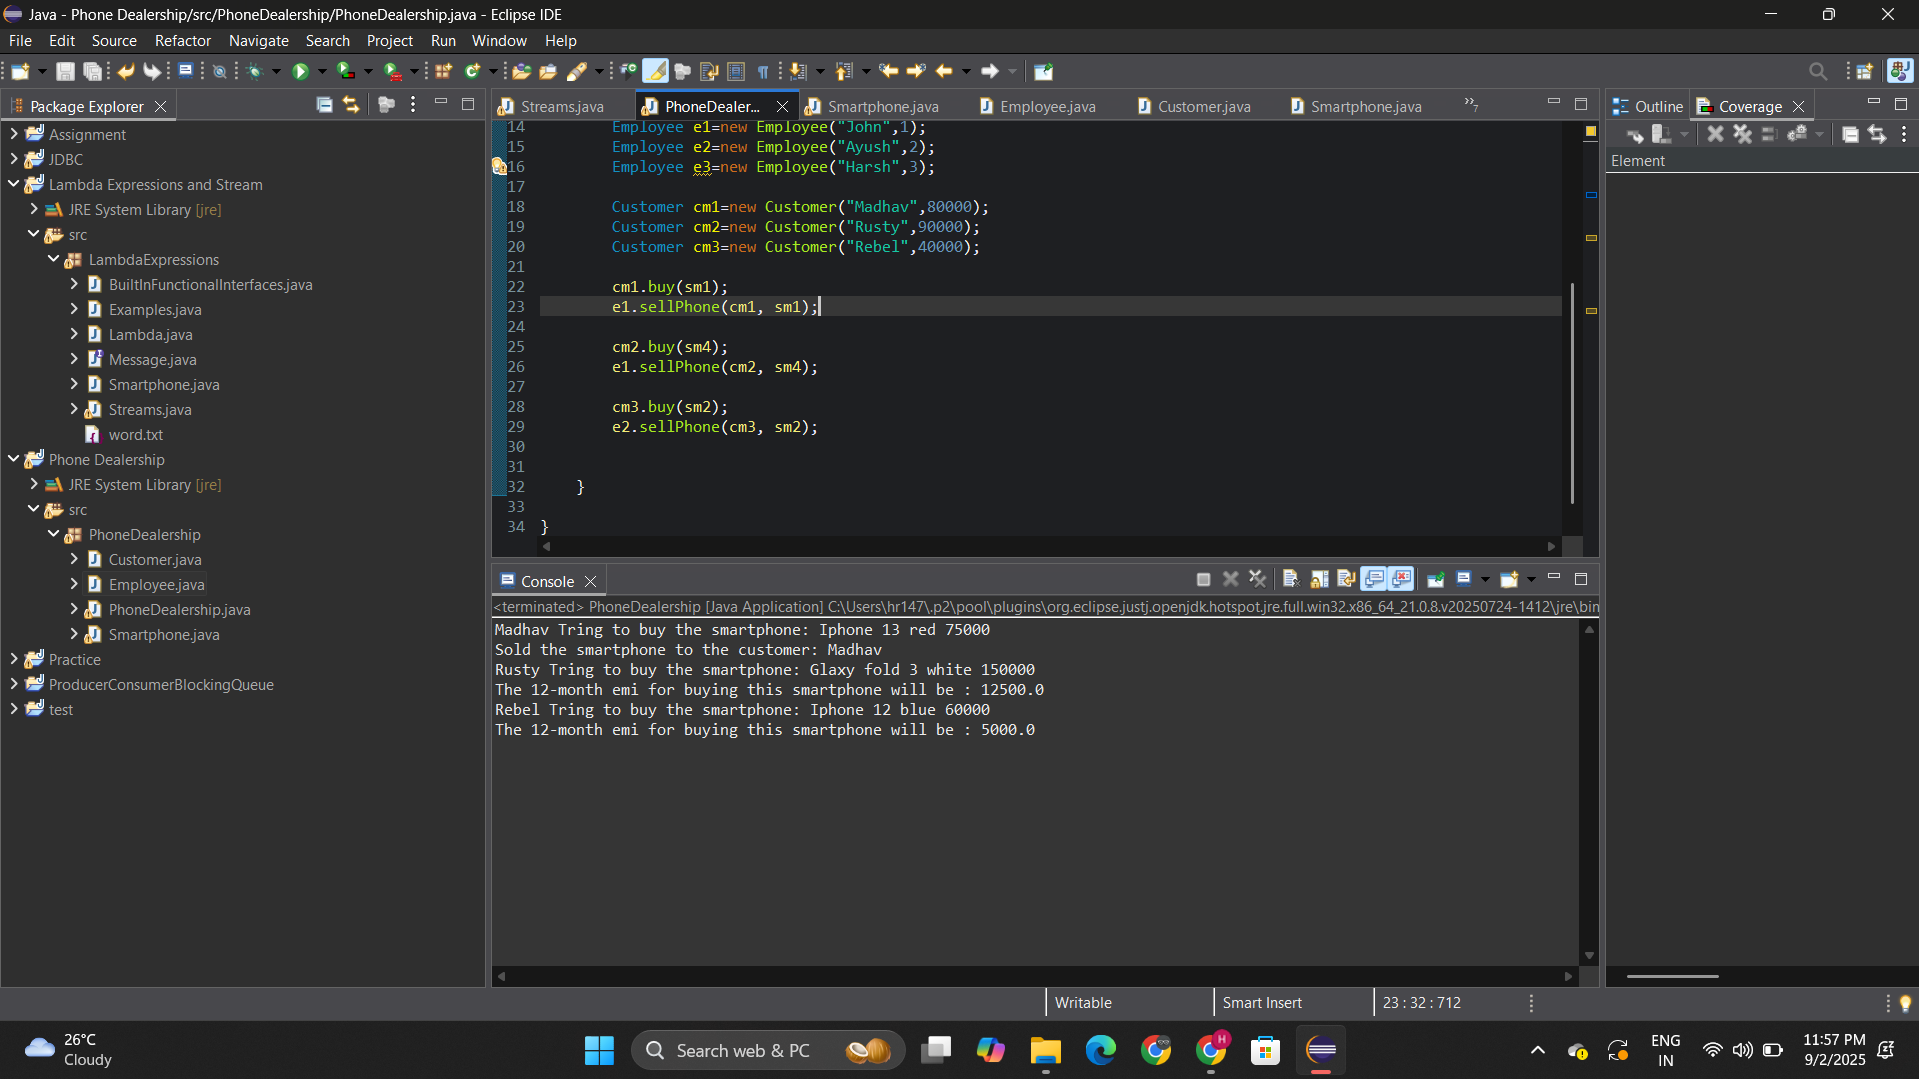 Java - Phone Dealership/src/PhoneDealership/PhoneDealership.java - Eclipse IDE
File Edit Source Refactor Navigate Search Project Run Window Help
Package Explorer
Assignment
JDBC
Lambda Expressions and Stream
JRE System Library [jre]
src
LambdaExpressions
BuiltInFunctionalInterfaces.java
Examples.java
Lambda.java
Message.java
Smartphone.java
Streams.java
word.txt
Phone Dealership
JRE System Library [jre]
src
PhoneDealership
Customer.java
Employee.java
PhoneDealership.java
Smartphone.java
Practice
ProducerConsumerBlockingQueue
test
Streams.java PhoneDealer... Smartphone.java Employee.java Customer.java Smartphone.java »7
14 Employee e1=new Employee("John",1);
15 Employee e2=new Employee("Ayush",2);
16 Employee e3=new Employee("Harsh",3);
17
18 Customer cm1=new Customer("Madhav",80000);
19 Customer cm2=new Customer("Rusty",90000);
20 Customer cm3=new Customer("Rebel",40000);
21
22 cm1.buy(sm1);
23 e1.sellPhone(cm1, sm1);
24
25 cm2.buy(sm4);
26 e1.sellPhone(cm2, sm4);
27
28 cm3.buy(sm2);
29 e2.sellPhone(cm3, sm2);
30
31
32 }
33
34 }
Console
<terminated> PhoneDealership [Java Application] C:\Users\hr147\.p2\pool\plugins\org.eclipse.justj.openjdk.hotspot.jre.full.win32.x86_64_21.0.8.v20250724-1412\jre\bin
Madhav Tring to buy the smartphone: Iphone 13 red 75000
Sold the smartphone to the customer: Madhav
Rusty Tring to buy the smartphone: Glaxy fold 3 white 150000
The 12-month emi for buying this smartphone will be : 12500.0
Rebel Tring to buy the smartphone: Iphone 12 blue 60000
The 12-month emi for buying this smartphone will be : 5000.0
Outline Coverage
Element
Writable Smart Insert 23 : 32 : 712
26°C
Cloudy
Search web & PC
H
ENG
IN
11:57 PM
9/2/2025